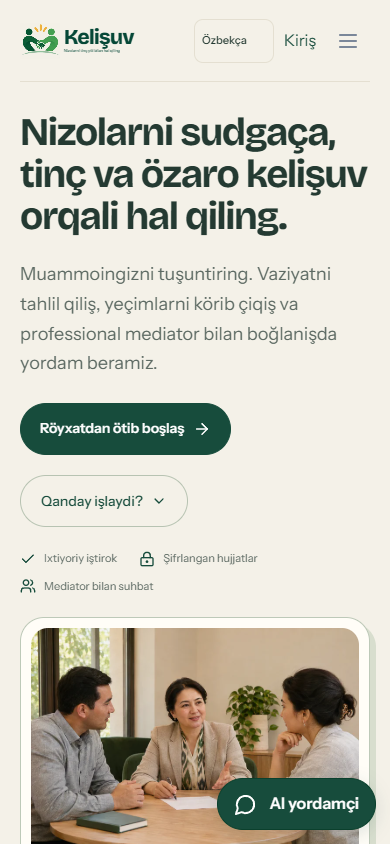 Kelişuv
Özbekça
Kiriş
Nizolarni sudgaça,
tinç va özaro kelişuv
orqali hal qiling.
Muammoingizni tuşuntiring. Vaziyatni
tahlil qiliş, yeçimlarni körib çiqiş va
professional mediator bilan boğlanişda
yordam beramiz.
Röyxatdan ötib boşlaş
Qanday işlaydi?
Ixtiyoriy iştirok
Şifrlangan hujjatlar
Mediator bilan suhbat
AI yordamçi